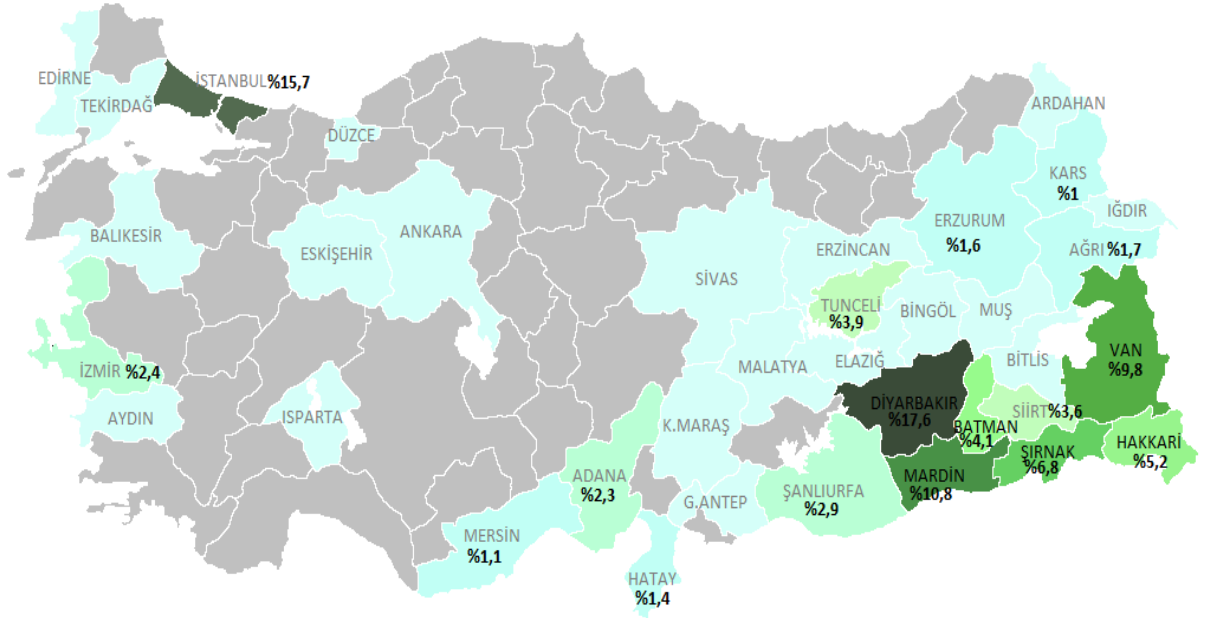 EDİRNE
İSTANBUL %15,7
TEKİRDAĞ
DÜZCE
ARDAHAN
KARS
%1
IĞDIR
ERZURUM
%1,6
AĞRI %1,7
BALIKESİR
ESKİŞEHİR
ANKARA
SİVAS
ERZİNCAN
TUNCELİ
%3,9
BİNGÖL
MUŞ
VAN
%9,8
İZMİR %2,4
MALATYA
ELAZIĞ
BİTLİS
AYDIN
ISPARTA
K.MARAŞ
DİYARBAKIR
%17,6
BATMAN
%4,1
SİİRT %3,6
ŞIRNAK
%6,8
HAKKARİ
%5,2
ADANA
%2,3
G.ANTEP
ŞANLIURFA
%2,9
MARDİN
%10,8
MERSİN
%1,1
HATAY
%1,4